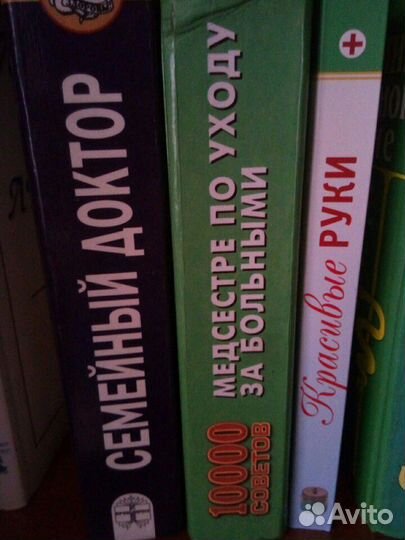 СЕМЕЙНЫЙ ДОКТОР
10000
СОВЕТОВ
МЕДСЕСТРЕ ПО УХОДУ
ЗА БОЛЬНЫМИ
Красивые РУКИ
Avito